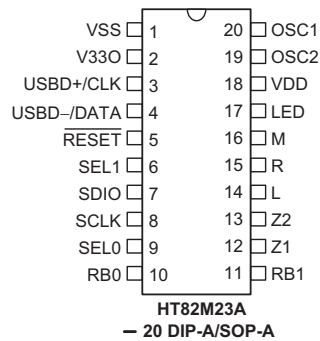 VSS 1 20 OSC1
V33O 2 19 OSC2
USBD+/CLK 3 18 VDD
USBD−/DATA 4 17 LED
RESET 5 16 M
SEL1 6 15 R
SDIO 7 14 L
SCLK 8 13 Z2
SEL0 9 12 Z1
RB0 10 11 RB1
HT82M23A
− 20 DIP-A/SOP-A